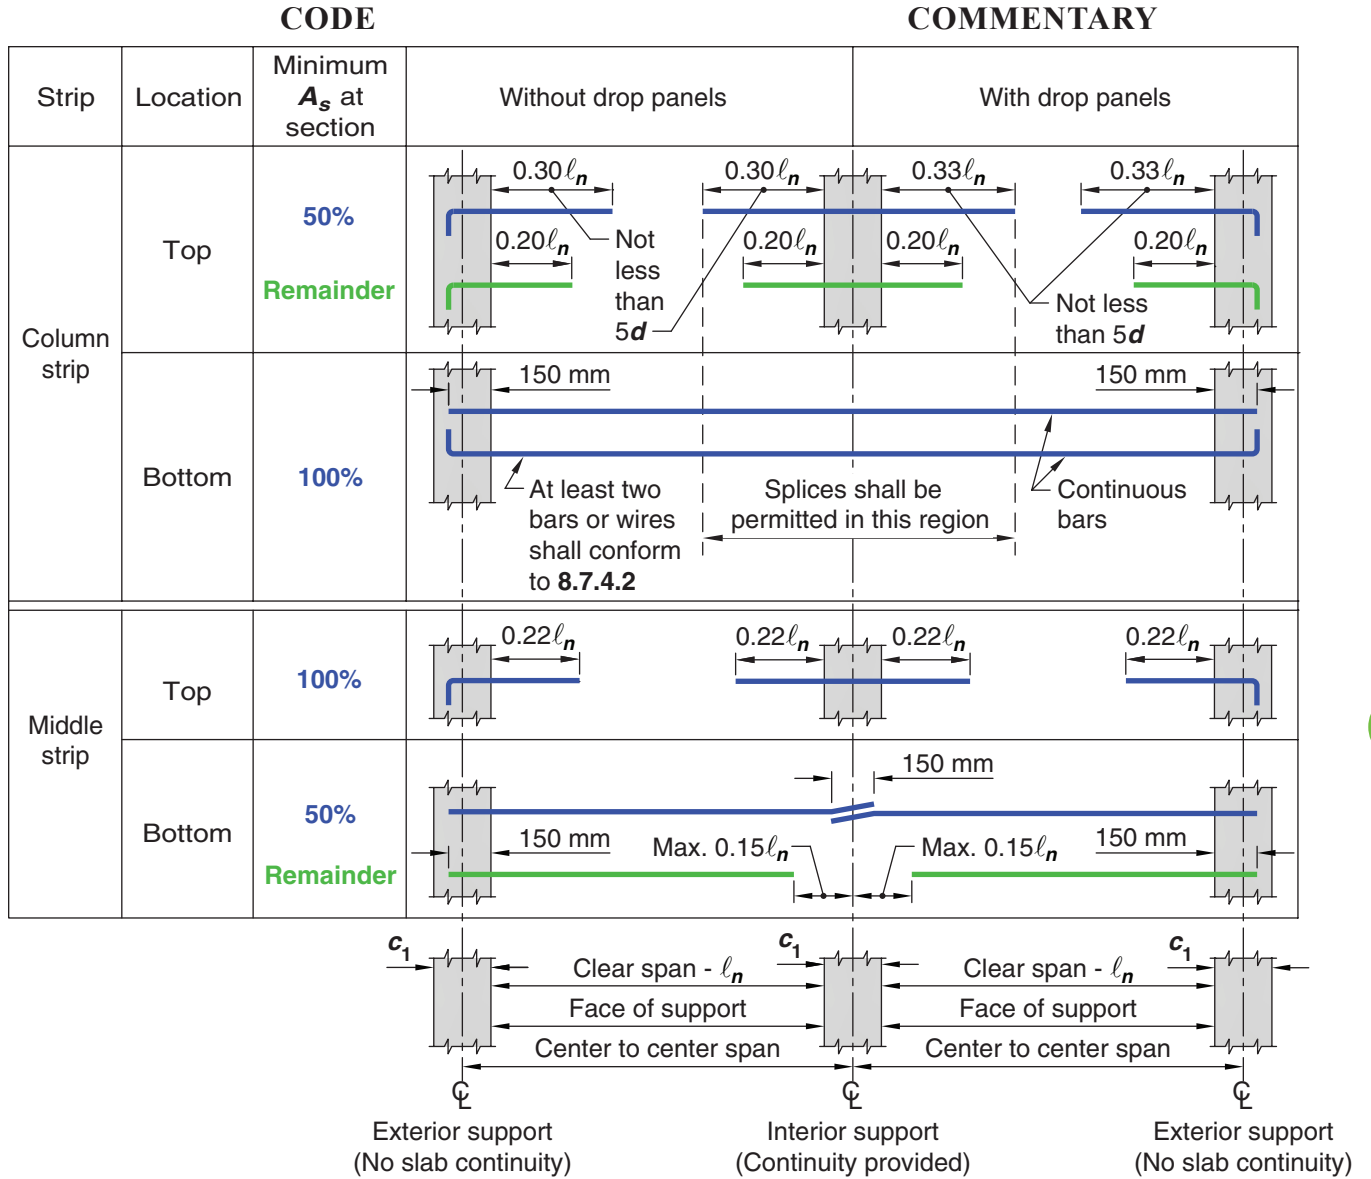 CODE
COMMENTARY
Strip
Location
Minimum
As at
section
Without drop panels
With drop panels
Column
strip
Top
50%
Remainder
0.30ℓn
0.30ℓn
0.33ℓn
0.33ℓn
0.20ℓn
0.20ℓn
0.20ℓn
0.20ℓn
Not
less
than
5d
Not less
than 5d
Bottom
100%
150 mm
150 mm
At least two
bars or wires
shall conform
to 8.7.4.2
Splices shall be
permitted in this region
Continuous
bars
Middle
strip
Top
100%
0.22ℓn
0.22ℓn
0.22ℓn
0.22ℓn
Bottom
50%
Remainder
150 mm
150 mm
Max. 0.15ℓn
Max. 0.15ℓn
150 mm
c1
c1
c1
Clear span - ℓn
Clear span - ℓn
Face of support
Face of support
Center to center span
Center to center span
℄
℄
℄
Exterior support
(No slab continuity)
Interior support
(Continuity provided)
Exterior support
(No slab continuity)